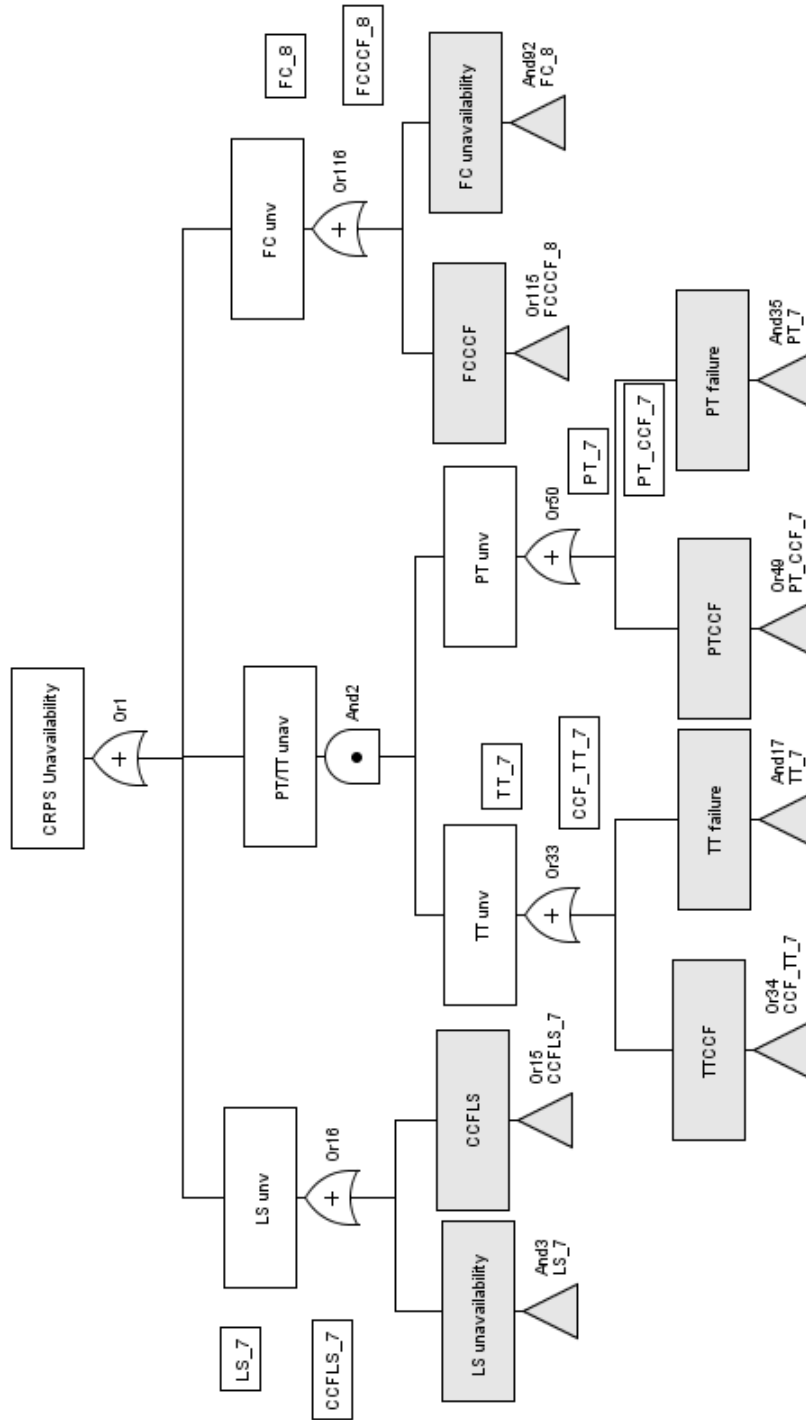 CRPS Unavailability
Or1
LS unv
Or16
LS_7
CCFLS_7
LS unavailability
And3
LS_7
CCFLS
Or15
CCFLS_7
PT/TT unav
And2
TT unv
Or33
TT_7
CCF_TT_7
TTCCF
Or34
CCF_TT_7
TT failure
And17
TT_7
PT unv
Or50
PT_7
PT_CCF_7
PTCCF
Or49
PT_CCF_7
PT failure
And35
PT_7
FC unv
Or116
FC_8
FCCCF_8
FCCCF
Or115
FCCCF_8
FC unavailability
And92
FC_8